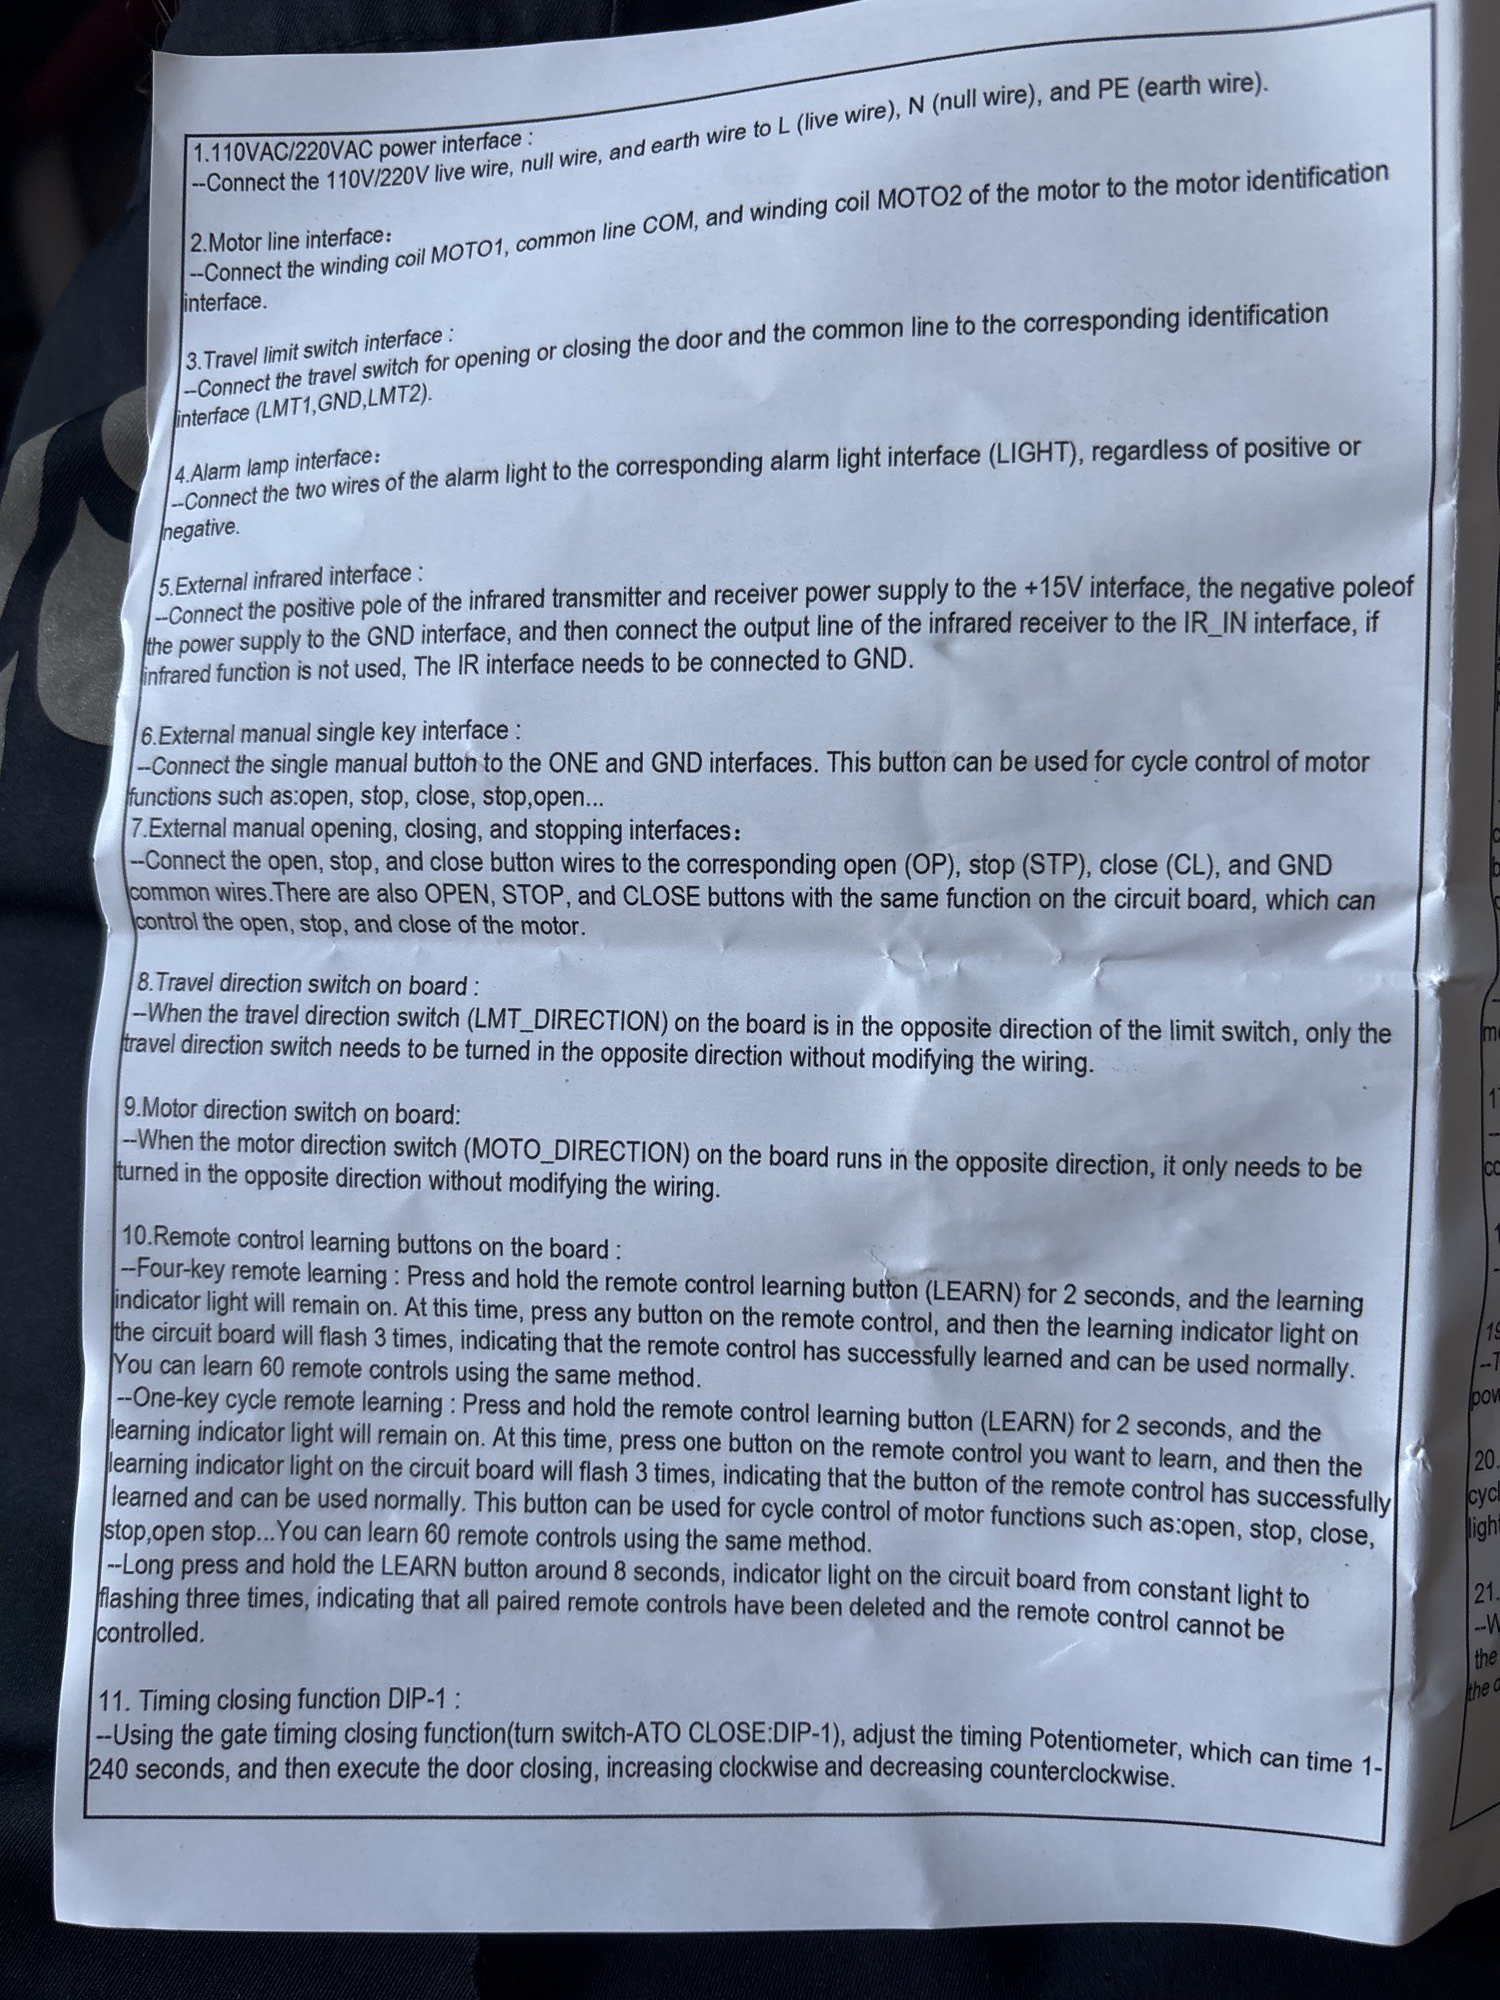 1.110VAC/220VAC power interface :
--Connect the 110V/220V live wire, null wire, and earth wire to L (live wire), N (null wire), and PE (earth wire).
2.Motor line interface:
--Connect the winding coil MOTO1, common line COM, and winding coil MOTO2 of the motor to the motor identification
interface.
3.Travel limit switch interface :
--Connect the travel switch for opening or closing the door and the common line to the corresponding identification
interface (LMT1,GND,LMT2).
4.Alarm lamp interface:
--Connect the two wires of the alarm light to the corresponding alarm light interface (LIGHT), regardless of positive or
negative.
5.External infrared interface :
--Connect the positive pole of the infrared transmitter and receiver power supply to the +15V interface, the negative poleof
the power supply to the GND interface, and then connect the output line of the infrared receiver to the IR_IN interface, if
infrared function is not used, The IR interface needs to be connected to GND.
6.External manual single key interface :
--Connect the single manual button to the ONE and GND interfaces. This button can be used for cycle control of motor
functions such as:open, stop, close, stop,open...
7.External manual opening, closing, and stopping interfaces:
--Connect the open, stop, and close button wires to the corresponding open (OP), stop (STP), close (CL), and GND
common wires.There are also OPEN, STOP, and CLOSE buttons with the same function on the circuit board, which can
control the open, stop, and close of the motor.
8.Travel direction switch on board :
--When the travel direction switch (LMT_DIRECTION) on the board is in the opposite direction of the limit switch, only the
travel direction switch needs to be turned in the opposite direction without modifying the wiring.
9.Motor direction switch on board:
--When the motor direction switch (MOTO_DIRECTION) on the board runs in the opposite direction, it only needs to be
turned in the opposite direction without modifying the wiring.
10.Remote control learning buttons on the board :
--Four-key remote learning : Press and hold the remote control learning button (LEARN) for 2 seconds, and the learning
indicator light will remain on. At this time, press any button on the remote control, and then the learning indicator light on
the circuit board will flash 3 times, indicating that the remote control has successfully learned and can be used normally.
You can learn 60 remote controls using the same method.
--One-key cycle remote learning : Press and hold the remote control learning button (LEARN) for 2 seconds, and the
learning indicator light will remain on. At this time, press one button on the remote control you want to learn, and then the
learning indicator light on the circuit board will flash 3 times, indicating that the button of the remote control has successfully
learned and can be used normally. This button can be used for cycle control of motor functions such as:open, stop, close,
stop,open stop...You can learn 60 remote controls using the same method.
--Long press and hold the LEARN button around 8 seconds, indicator light on the circuit board from constant light to
flashing three times, indicating that all paired remote controls have been deleted and the remote control cannot be
controlled.
11. Timing closing function DIP-1 :
--Using the gate timing closing function(turn switch-ATO CLOSE:DIP-1), adjust the timing Potentiometer, which can time 1-
240 seconds, and then execute the door closing, increasing clockwise and decreasing counterclockwise.
20.
21.
the